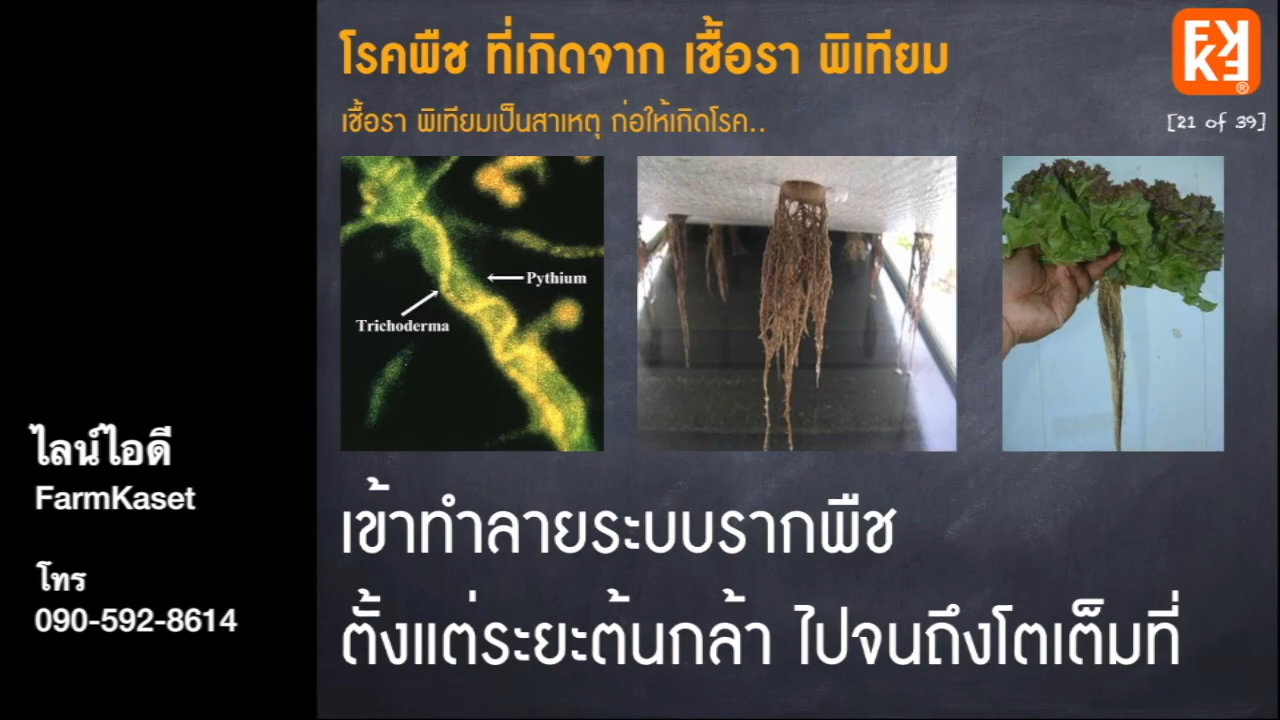 โรคพืช ที่เกิดจาก เชื้อรา พิเทียม
FK
KF
®
เชื้อรา พิเทียมเป็นสาเหตุ ก่อให้เกิดโรค..
[21 of 39]
Pythium
Trichoderma
ไลน์ไอดี
FarmKaset
โทร
090-592-8614
เข้าทำลายระบบรากพืช
ตั้งแต่ระยะต้นกล้า ไปจนถึงโตเต็มที่